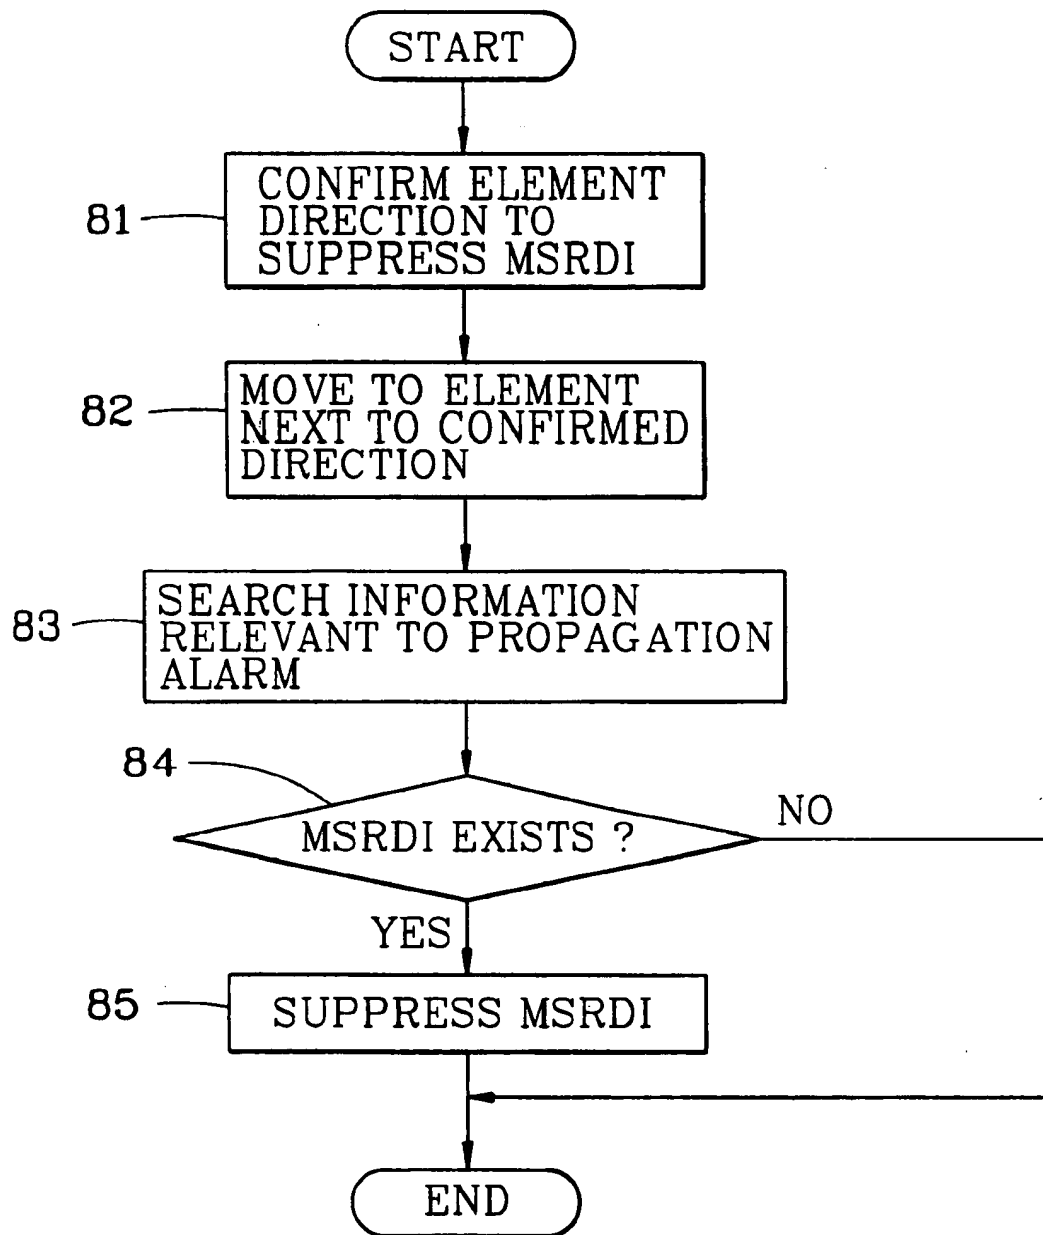 START
81
CONFIRM ELEMENT
DIRECTION TO
SUPPRESS MSRDI
82
MOVE TO ELEMENT
NEXT TO CONFIRMED
DIRECTION
83
SEARCH INFORMATION
RELEVANT TO PROPAGATION
ALARM
84
MSRDI EXISTS ?
NO
YES
85
SUPPRESS MSRDI
END